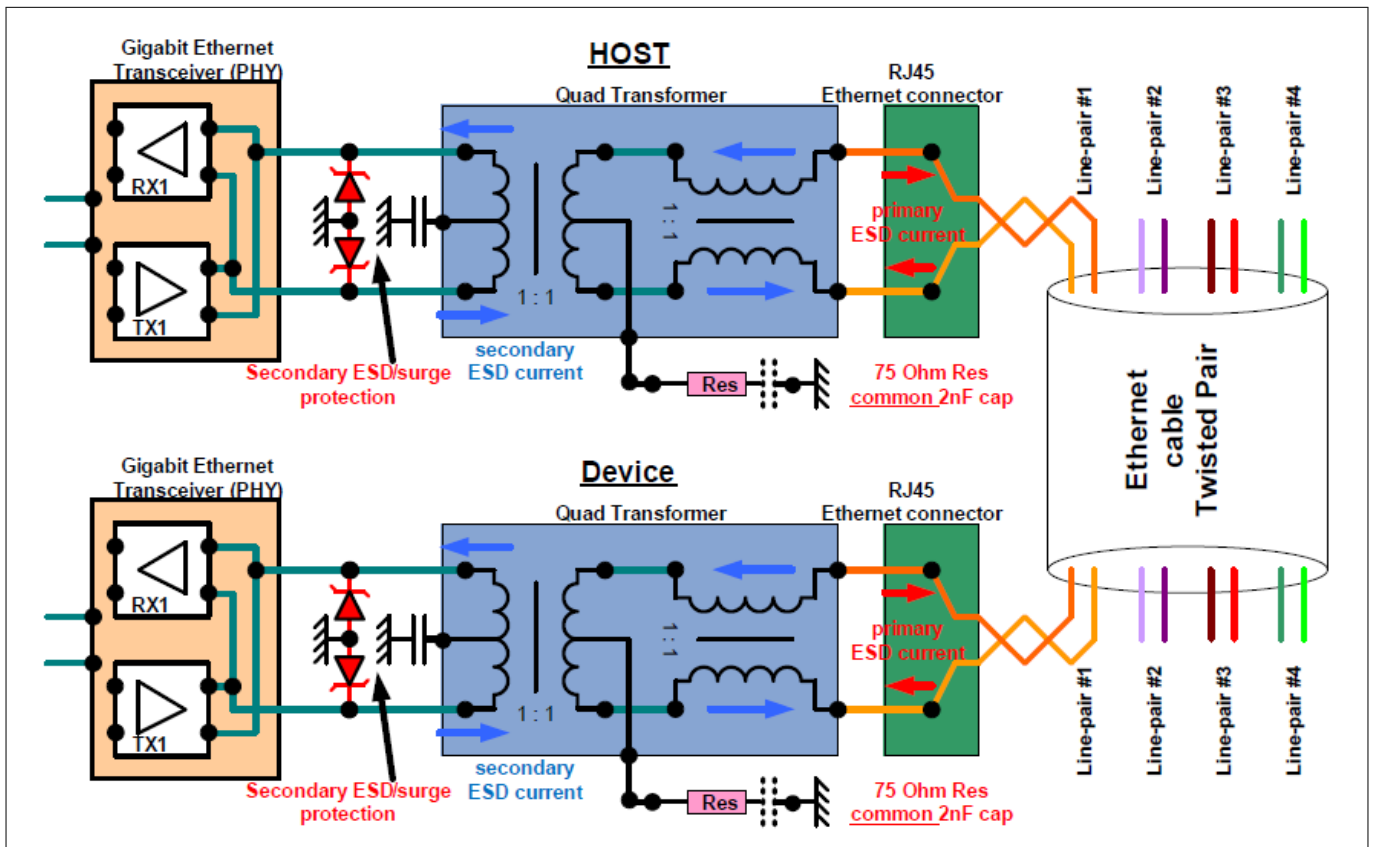 HOST
Gigabit Ethernet
Transceiver (PHY)
Quad Transformer
RJ45
Ethernet connector
RX1
TX1
1 : 1
1 : 1
primary
ESD current
secondary
ESD current
Secondary ESD/surge
protection
Res
75 Ohm Res
common 2nF cap
Line-pair #1
Line-pair #2
Line-pair #3
Line-pair #4
Ethernet
cable
Twisted Pair
Device
Gigabit Ethernet
Transceiver (PHY)
Quad Transformer
RJ45
Ethernet connector
RX1
TX1
1 : 1
1 : 1
primary
ESD current
secondary
ESD current
Secondary ESD/surge
protection
Res
75 Ohm Res
common 2nF cap
Line-pair #1
Line-pair #2
Line-pair #3
Line-pair #4